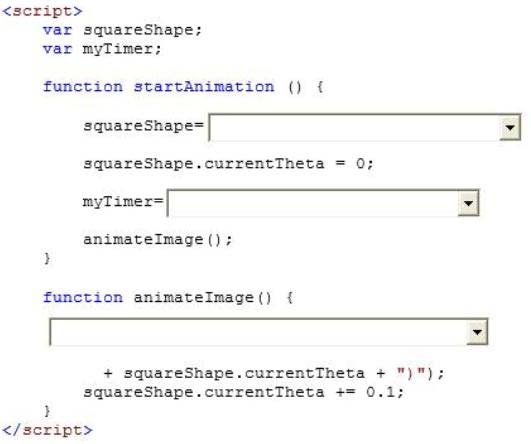 <script>
var squareShape;
var myTimer;
function startAnimation () {
squareShape=
squareShape.currentTheta = 0;
myTimer=
animateImage();
}
function animateImage() {
+ squareShape.currentTheta + ")");
squareShape.currentTheta += 0.1;
}
</script>